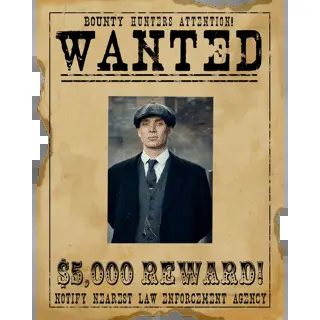 BOUNTY HUNTERS ATTENTION!
WANTED
$5,000 REWARD!
NOTIFY NEAREST LAW ENFORCEMENT AGENCY